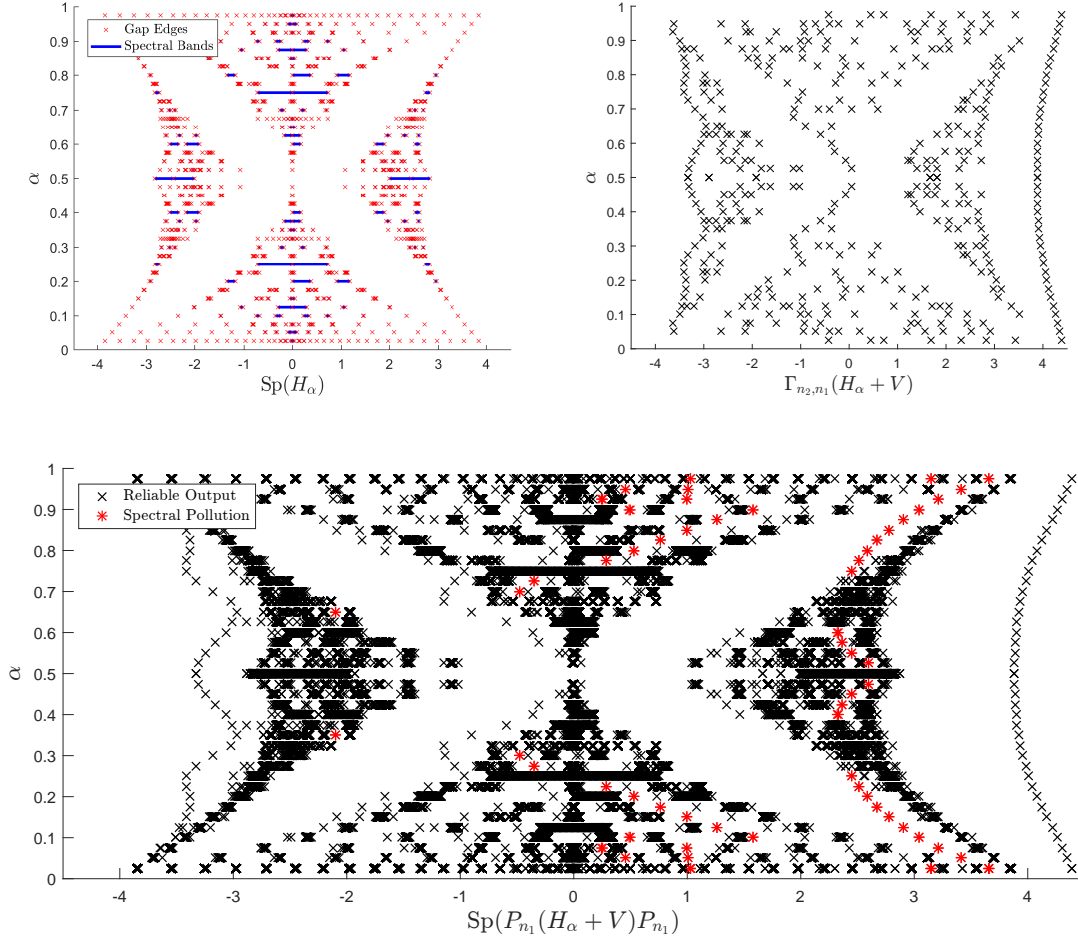 Gap Edges
Spectral Bands
1
0.9
0.8
0.7
0.6
0.5
0.4
0.3
0.2
0.1
0
α
-4 -3 -2 -1 0 1 2 3 4
Sp(H_α)
1
0.9
0.8
0.7
0.6
0.5
0.4
0.3
0.2
0.1
0
α
-4 -3 -2 -1 0 1 2 3 4
Γ_{n_2,n_1}(H_α + V)
Reliable Output
Spectral Pollution
1
0.9
0.8
0.7
0.6
0.5
0.4
0.3
0.2
0.1
0
α
-4 -3 -2 -1 0 1 2 3 4
Sp(P_{n_1}(H_α + V)P_{n_1})